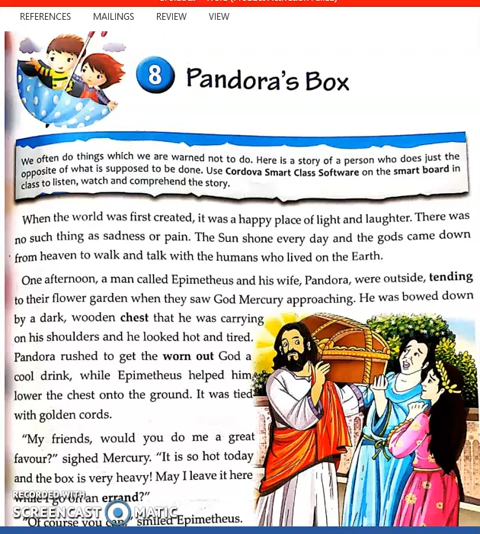 REFERENCES MAILINGS REVIEW VIEW
8 Pandora's Box
We often do things which we are warned not to do. Here is a story of a person who does just the
opposite of what is supposed to be done. Use Cordova Smart Class Software on the smart board in
class to listen, watch and comprehend the story.
When the world was first created, it was a happy place of light and laughter. There was
no such thing as sadness or pain. The Sun shone every day and the gods came down
from heaven to walk and talk with the humans who lived on the Earth.
One afternoon, a man called Epimetheus and his wife, Pandora, were outside, tending
to their flower garden when they saw God Mercury approaching. He was bowed down
by a dark, wooden chest that he was carrying
on his shoulders and he looked hot and tired.
Pandora rushed to get the worn out God a
cool drink, while Epimetheus helped him
lower the chest onto the ground. It was tied
with golden cords.
"My friends, would you do me a great
favour?" sighed Mercury. "It is so hot today
and the box is very heavy! May I leave it here
while I go on an errand?"
"Of course you can," smiled Epimetheus.
RECORDED WITH
SCREENCAST MATIC